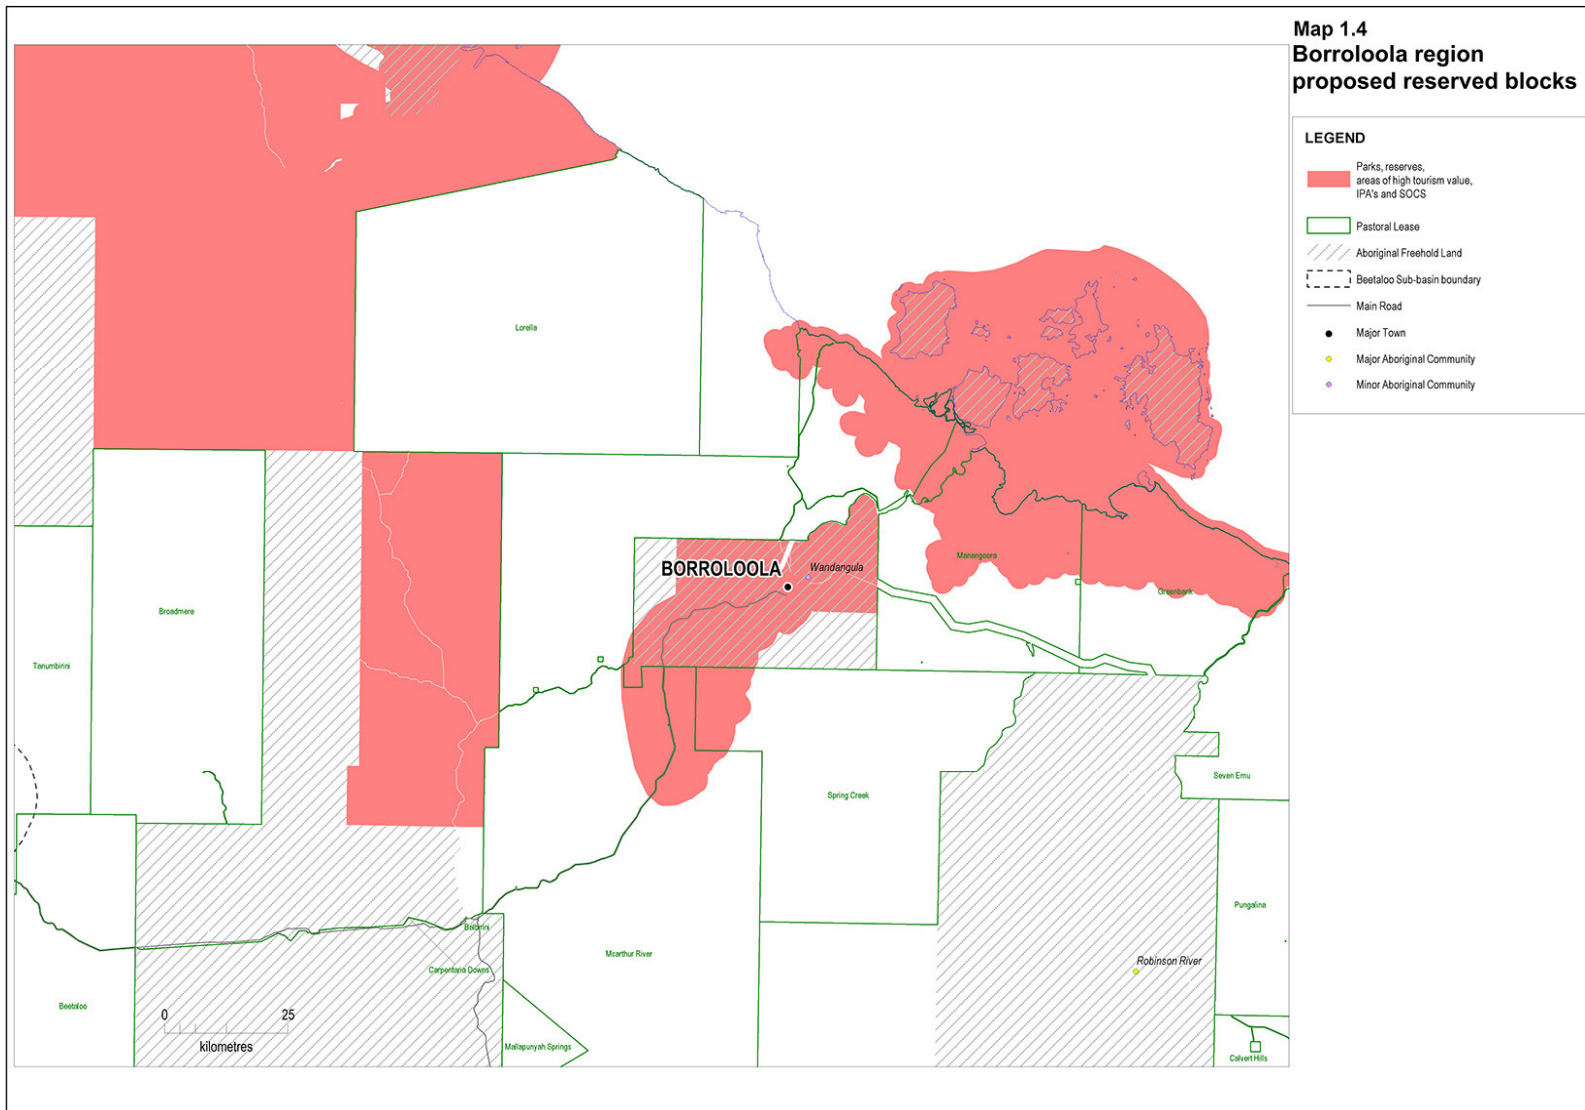 Map 1.4
Borroloola region
proposed reserved blocks
LEGEND
Parks, reserves,
areas of high tourism value,
IPA's and SOCS
Pastoral Lease
Aboriginal Freehold Land
Beetaloo Sub-basin boundary
Main Road
Major Town
Major Aboriginal Community
Minor Aboriginal Community
Lorella
Manangoora
BORROLOOLA
Wandangula
Greenbank
Broadmere
Tanumbirini
Seven Emu
Spring Creek
Pungalina
Balbirini
Mcarthur River
Robinson River
Carpentaria Downs
Beetaloo
0 25
kilometres
Mallapunyah Springs
Calvert Hills